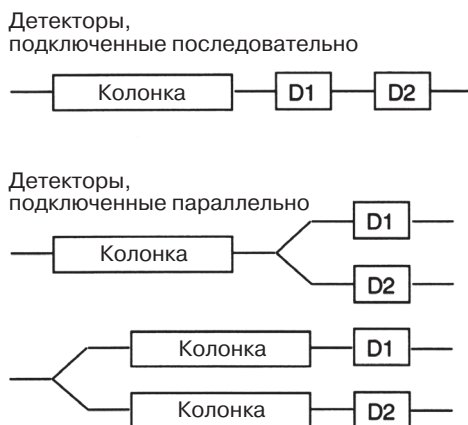 Детекторы,
подключенные последовательно
Колонка D1 D2
Детекторы,
подключенные параллельно
D1
Колонка
D2
Колонка D1
Колонка D2